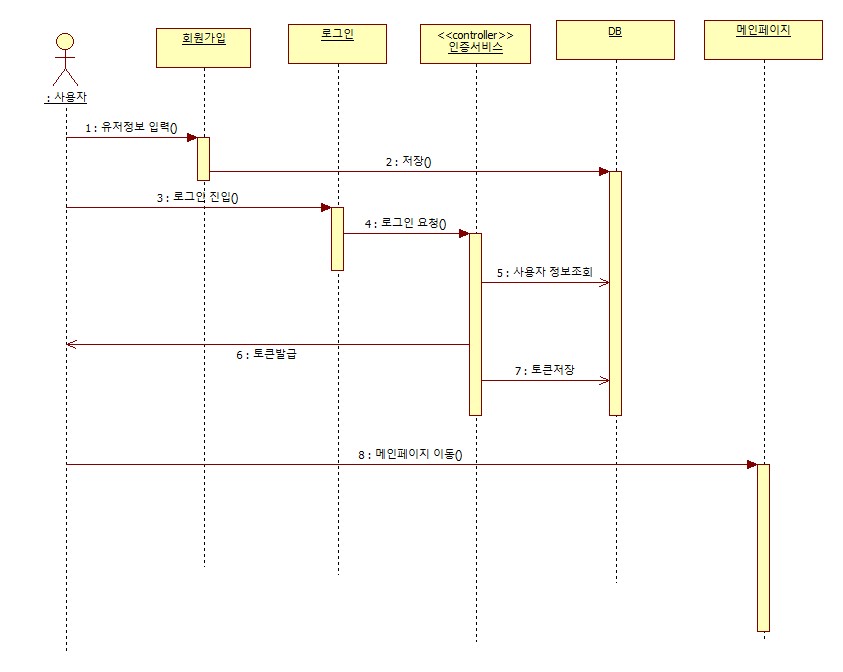 회원가입
로그인
<<controller>>
인증서비스
DB
메인페이지
: 사용자
1 : 유저정보 입력()
2 : 저장()
3 : 로그인 진입()
4 : 로그인 요청()
5 : 사용자 정보조회
6 : 토큰발급
7 : 토큰저장
8 : 메인페이지 이동()